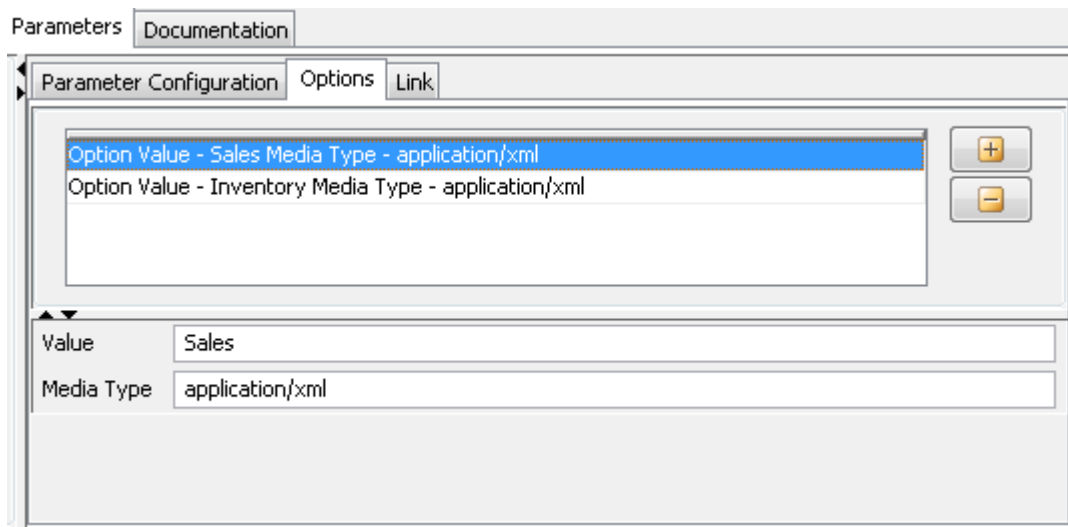 Parameters Documentation
Parameter Configuration Options Link
Option Value - Sales Media Type - application/xml
Option Value - Inventory Media Type - application/xml
Value Sales
Media Type application/xml